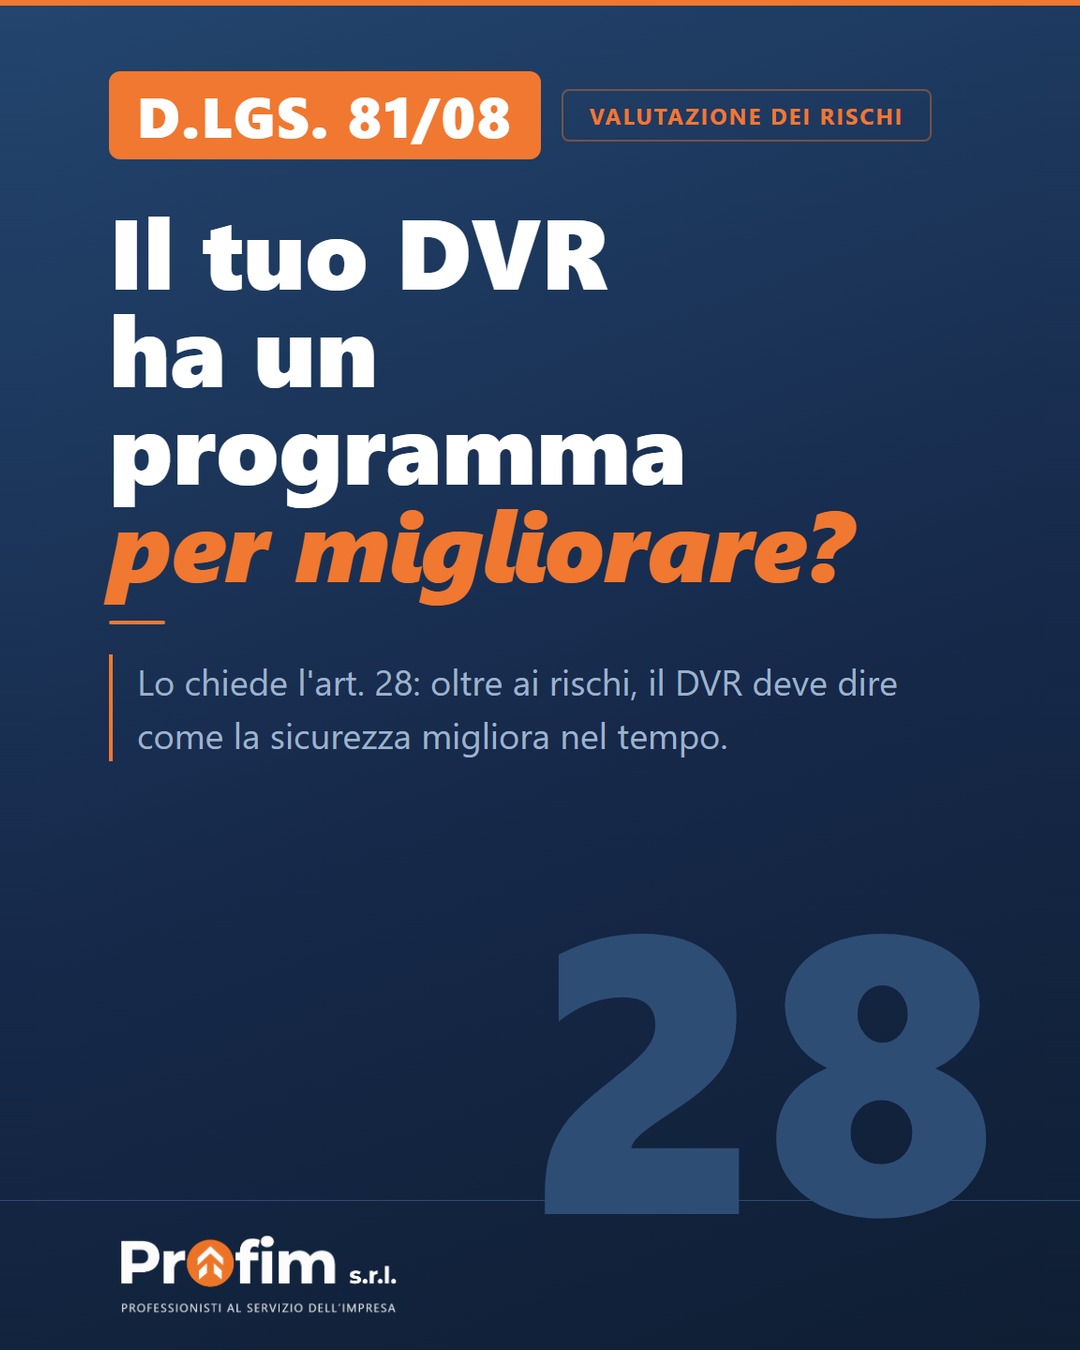 D.LGS. 81/08
VALUTAZIONE DEI RISCHI
Il tuo DVR
ha un
programma
per migliorare?
Lo chiede l'art. 28: oltre ai rischi, il DVR deve dire
come la sicurezza migliora nel tempo.
28
Profim s.r.l.
PROFESSIONISTI AL SERVIZIO DELL'IMPRESA